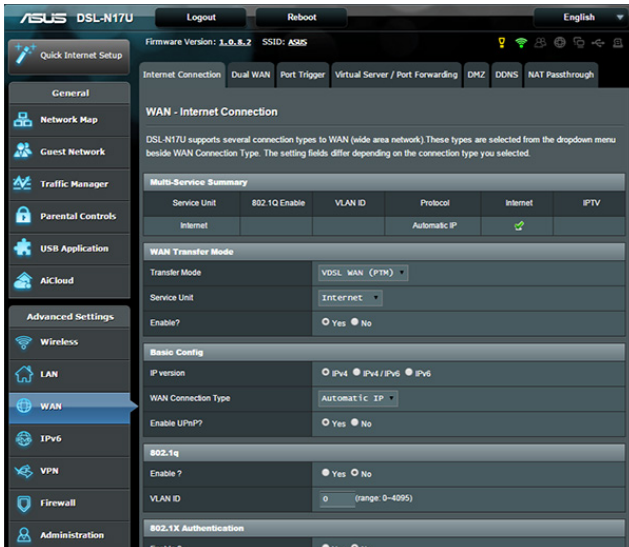 ASUS DSL-N17U Logout Reboot English
Firmware Version: 1.0.8.2 SSID: ASUS
Quick Internet Setup
General
Network Map
Guest Network
Traffic Manager
Parental Controls
USB Application
AiCloud
Advanced Settings
Wireless
LAN
WAN
IPv6
VPN
Firewall
Administration
Internet Connection Dual WAN Port Trigger Virtual Server / Port Forwarding DMZ DDNS NAT Passthrough
WAN - Internet Connection
DSL-N17U supports several connection types to WAN (wide area network).These types are selected from the dropdown menu
beside WAN Connection Type. The setting fields differ depending on the connection type you selected.
Multi-Service Summary
Service Unit 802.1Q Enable VLAN ID Protocol Internet IPTV
Internet Automatic IP
WAN Transfer Mode
Transfer Mode VDSL WAN (PTM)
Service Unit Internet
Enable? Yes No
Basic Config
IP version IPv4 IPv4 / IPv6 IPv6
WAN Connection Type Automatic IP
Enable UPnP? Yes No
802.1q
Enable ? Yes No
VLAN ID 0 (range: 0~4095)
802.1X Authentication